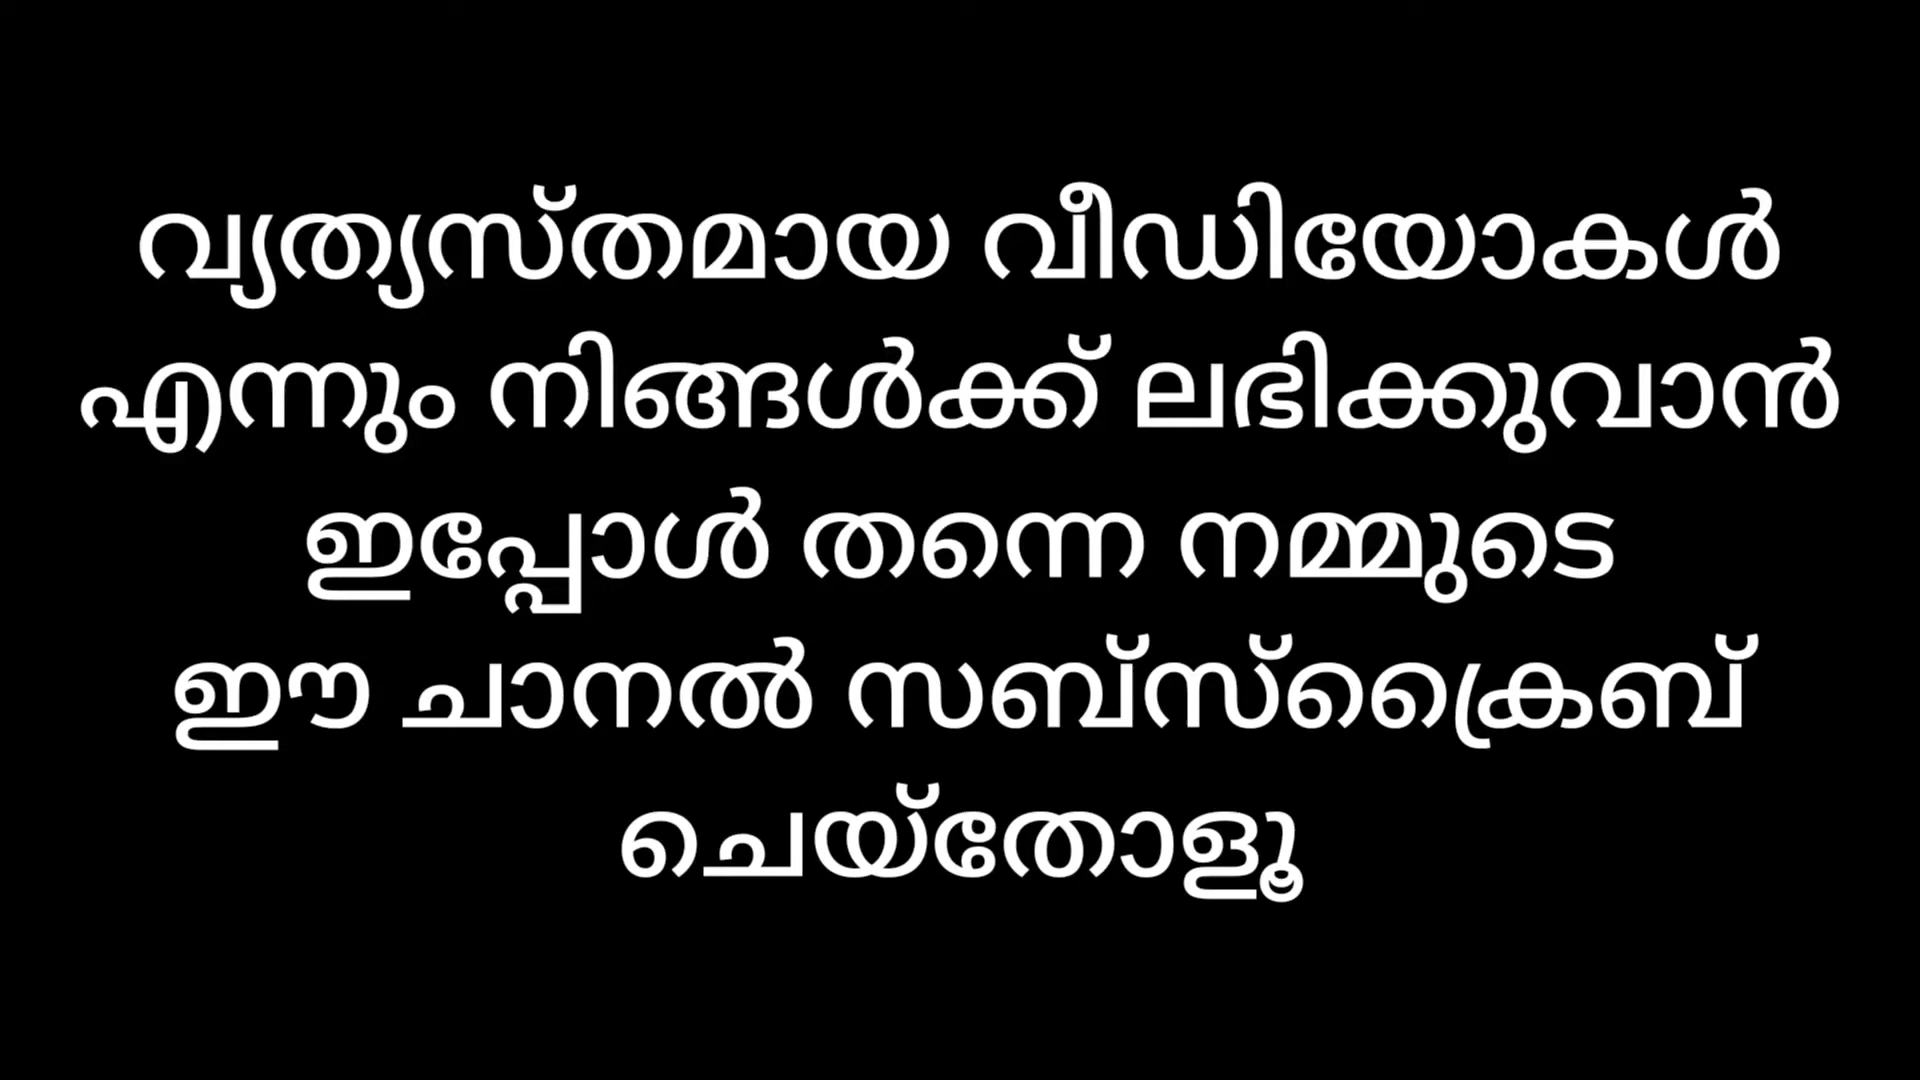 വ്യത്യസ്തമായ വീഡിയോകൾ
എന്നും നിങ്ങൾക്ക് ലഭിക്കുവാൻ
ഇപ്പോൾ തന്നെ നമ്മുടെ
ഈ ചാനൽ സബ്സ്ക്രൈബ്
ചെയ്തോളൂ